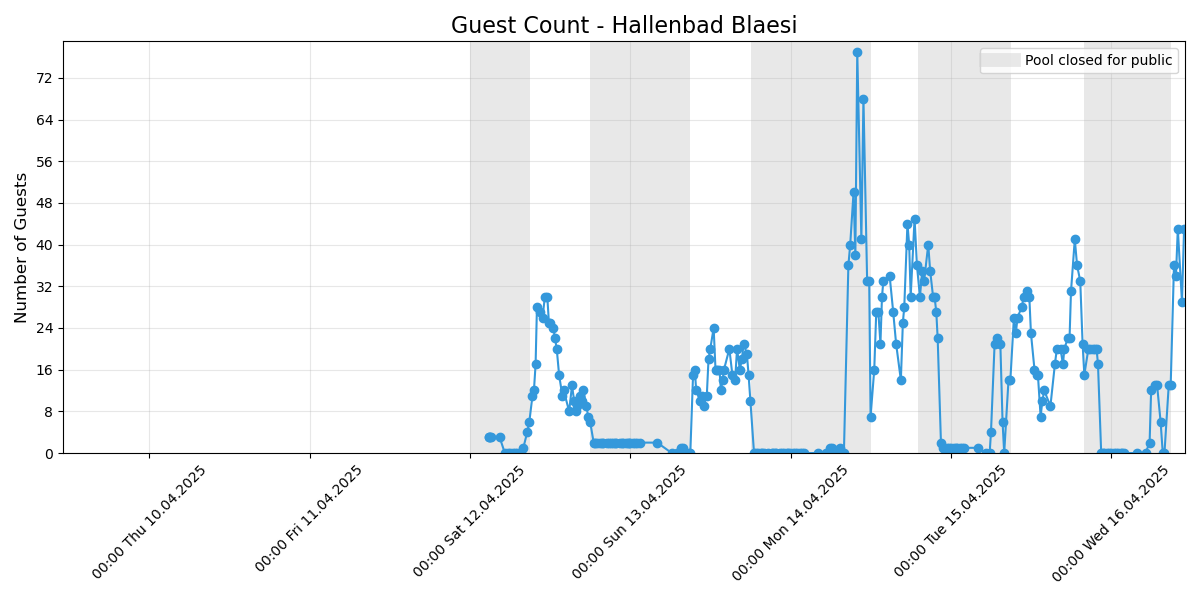 Guest Count - Hallenbad Blaesi
Pool closed for public
Number of Guests
72
64
56
48
40
32
24
16
8
0
00:00 Thu 10.04.2025
00:00 Fri 11.04.2025
00:00 Sat 12.04.2025
00:00 Sun 13.04.2025
00:00 Mon 14.04.2025
00:00 Tue 15.04.2025
00:00 Wed 16.04.2025